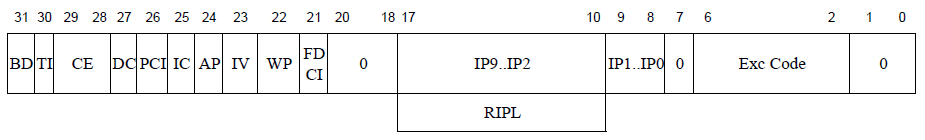 31 30 29 28 27 26 25 24 23 22 21 20 18 17 10 9 8 7 6 2 1 0
BD TI CE DC PCI IC AP IV WP FD CI 0 IP9..IP2 IP1..IP0 0 Exc Code 0
RIPL